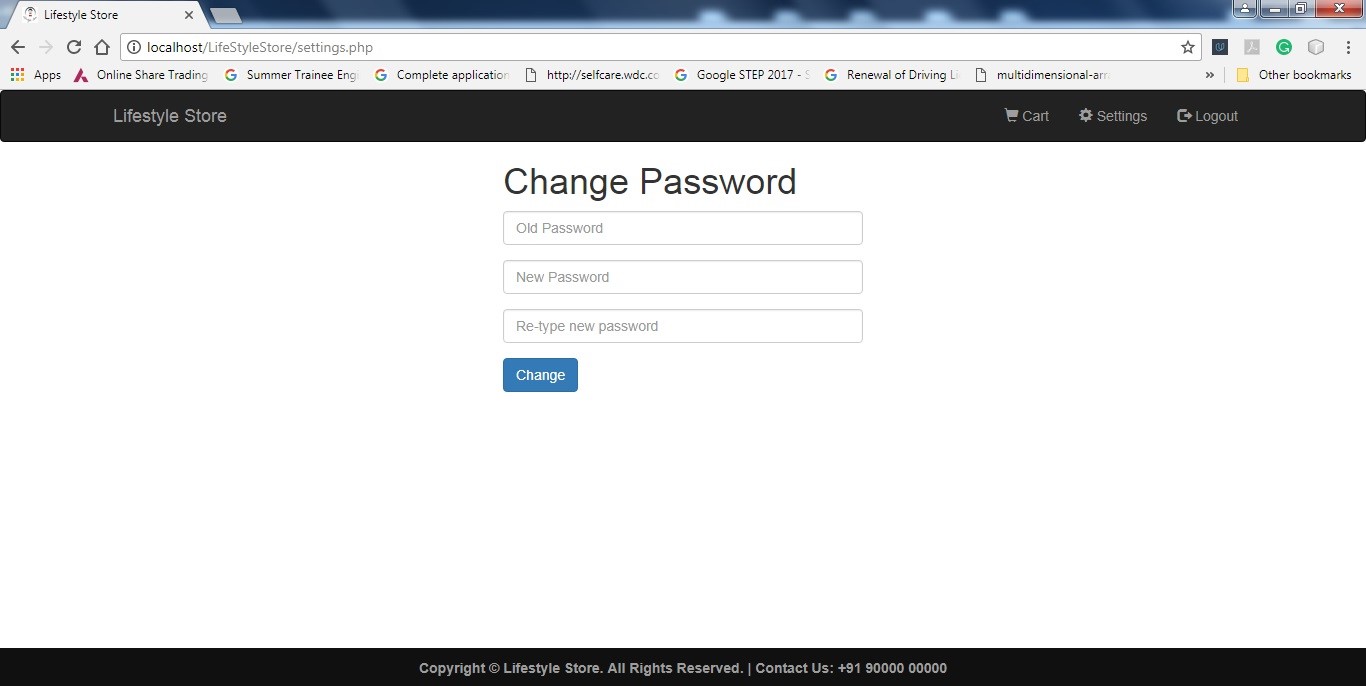 Lifestyle Store
localhost/LifeStyleStore/settings.php
Apps Online Share Trading Summer Trainee Eng Complete application http://selfcare.wdc.co Google STEP 2017 - Renewal of Driving Li multidimensional-arr » Other bookmarks
Lifestyle Store Cart Settings Logout
Change Password
Old Password
New Password
Re-type new password
Change
Copyright © Lifestyle Store. All Rights Reserved. | Contact Us: +91 90000 00000